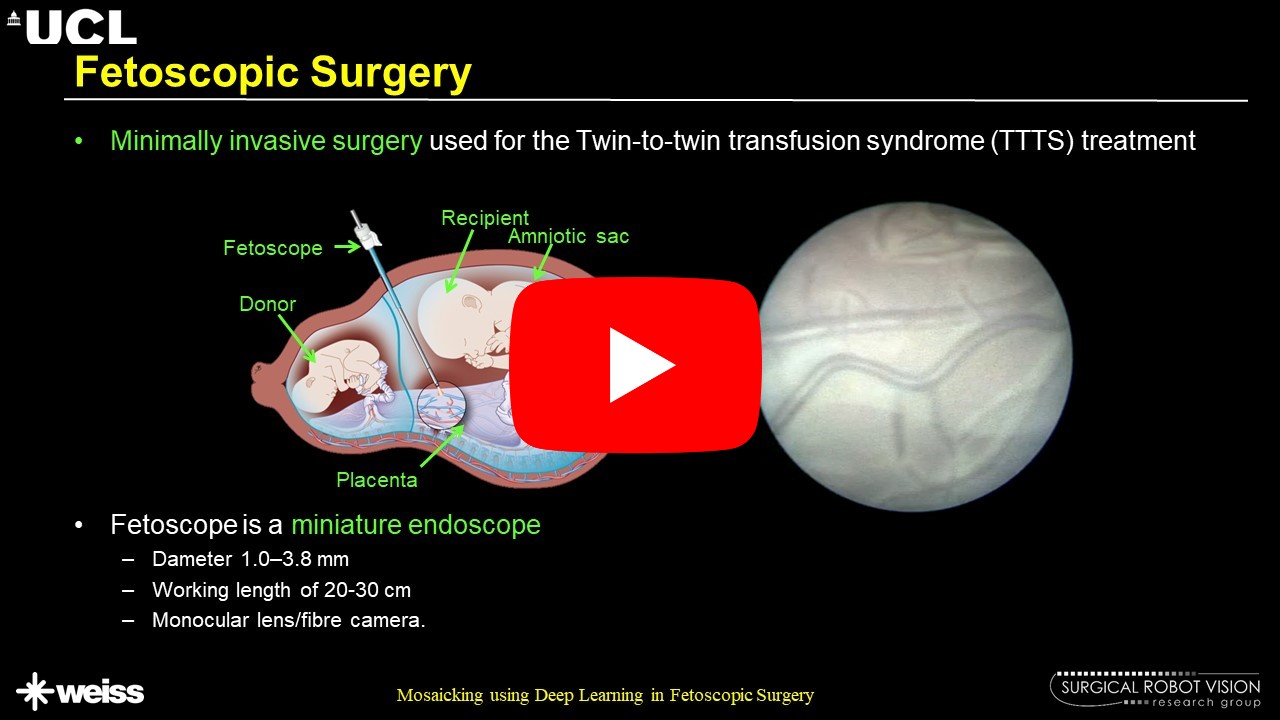 UCL
Fetoscopic Surgery
• Minimally invasive surgery used for the Twin-to-twin transfusion syndrome (TTTS) treatment
Recipient
Amniotic sac
Fetoscope
Donor
Placenta
• Fetoscope is a miniature endoscope
– Dameter 1.0–3.8 mm
– Working length of 20-30 cm
– Monocular lens/fibre camera.
weiss
Mosaicking using Deep Learning in Fetoscopic Surgery
SURGICAL ROBOT VISION
research group